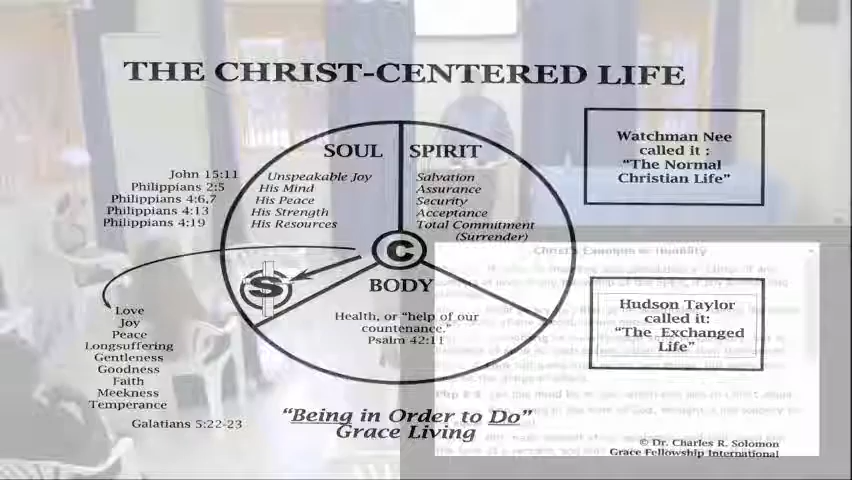 THE CHRIST-CENTERED LIFE
SOUL
SPIRIT
John 15:11
Philippians 2:5
Philippians 4:6,7
Philippians 4:13
Philippians 4:19
Unspeakable Joy
His Mind
His Peace
His Strength
His Resources
Salvation
Assurance
Security
Acceptance
Total Commitment
(Surrender)
Watchman Nee
called it :
“The Normal
Christian Life”
C
S
BODY
Health, or “help of our
countenance.”
Psalm 42:11
Christ's Example of Humility
Hudson Taylor
called it:
“The Exchanged
Life”
Love
Joy
Peace
Longsuffering
Gentleness
Goodness
Faith
Meekness
Temperance
Galatians 5:22-23
“Being in Order to Do”
Grace Living
© Dr. Charles R. Solomon
Grace Fellowship International